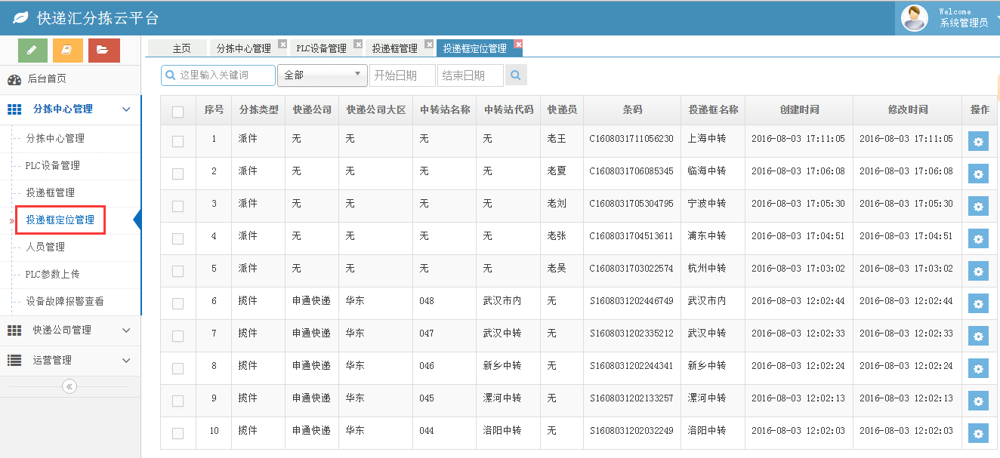 快递汇分拣云平台
Welcome
系统管理员
主页 分拣中心管理 PLC设备管理 投递框管理 投递框定位管理
后台首页
分拣中心管理
分拣中心管理
PLC设备管理
投递框管理
投递框定位管理
人员管理
PLC参数上传
设备故障报警查看
快递公司管理
运营管理
这里输入关键词 全部 开始日期 结束日期
序号 分拣类型 快递公司 快递公司大区 中转站名称 中转站代码 快递员 条码 投递框名称 创建时间 修改时间 操作
1 派件 无 无 无 无 老王 C1608031711056230 上海中转 2016-08-03 17:11:05 2016-08-03 17:11:05
2 派件 无 无 无 无 老夏 C1608031706085345 临海中转 2016-08-03 17:06:08 2016-08-03 17:06:08
3 派件 无 无 无 无 老刘 C1608031705304795 宁波中转 2016-08-03 17:05:30 2016-08-03 17:05:30
4 派件 无 无 无 无 老张 C1608031704513611 浦东中转 2016-08-03 17:04:51 2016-08-03 17:04:51
5 派件 无 无 无 无 老吴 C1608031703022574 杭州中转 2016-08-03 17:03:02 2016-08-03 17:03:02
6 揽件 申通快递 华东 048 武汉市内 无 S1608031202446749 武汉市内 2016-08-03 12:02:44 2016-08-03 12:02:44
7 揽件 申通快递 华东 047 武汉中转 无 S1608031202335212 武汉中转 2016-08-03 12:02:33 2016-08-03 12:02:33
8 揽件 申通快递 华东 046 新乡中转 无 S1608031202244341 新乡中转 2016-08-03 12:02:24 2016-08-03 12:02:24
9 揽件 申通快递 华东 045 漯河中转 无 S1608031202133257 漯河中转 2016-08-03 12:02:13 2016-08-03 12:02:13
10 揽件 申通快递 华东 044 洛阳中转 无 S1608031202032249 洛阳中转 2016-08-03 12:02:03 2016-08-03 12:02:03